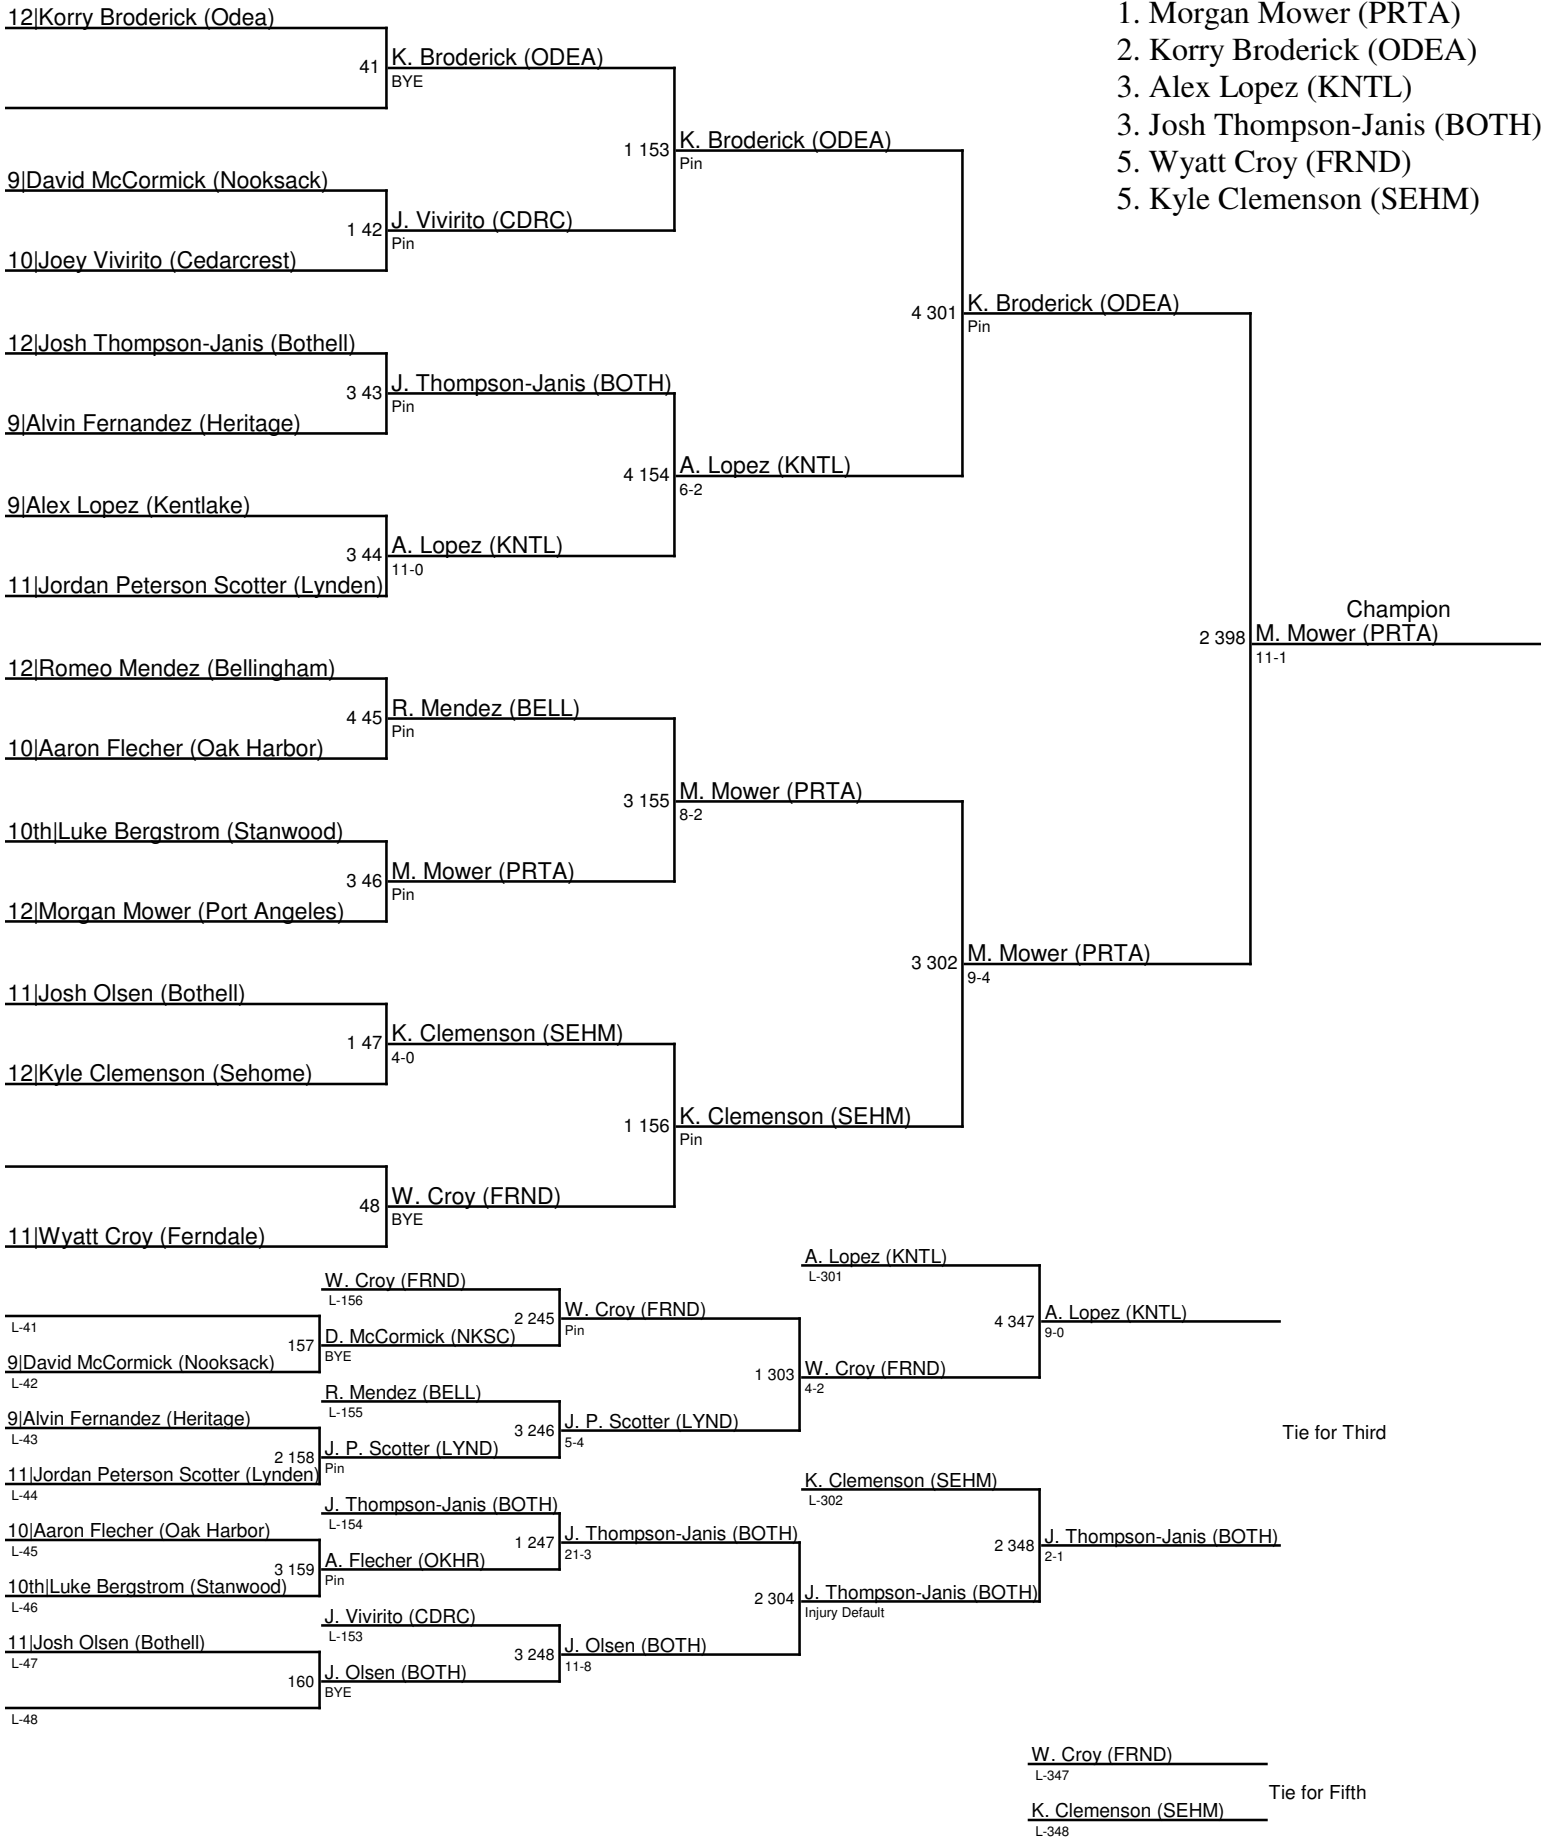 12|Korry Broderick (Odea)
41
K. Broderick (ODEA)
BYE
9|David McCormick (Nooksack)
1 42
J. Vivirito (CDRC)
Pin
10|Joey Vivirito (Cedarcrest)
1 153
K. Broderick (ODEA)
Pin
12|Josh Thompson-Janis (Bothell)
3 43
J. Thompson-Janis (BOTH)
Pin
9|Alvin Fernandez (Heritage)
4 154
A. Lopez (KNTL)
6-2
9|Alex Lopez (Kentlake)
3 44
A. Lopez (KNTL)
11-0
11|Jordan Peterson Scotter (Lynden)
4 301
K. Broderick (ODEA)
Pin
1. Morgan Mower (PRTA)
2. Korry Broderick (ODEA)
3. Alex Lopez (KNTL)
3. Josh Thompson-Janis (BOTH)
5. Wyatt Croy (FRND)
5. Kyle Clemenson (SEHM)
Champion
2 398
M. Mower (PRTA)
11-1
12|Romeo Mendez (Bellingham)
4 45
R. Mendez (BELL)
Pin
10|Aaron Flecher (Oak Harbor)
3 155
M. Mower (PRTA)
8-2
10th|Luke Bergstrom (Stanwood)
3 46
M. Mower (PRTA)
Pin
12|Morgan Mower (Port Angeles)
3 302
M. Mower (PRTA)
9-4
11|Josh Olsen (Bothell)
1 47
K. Clemenson (SEHM)
4-0
12|Kyle Clemenson (Sehome)
1 156
K. Clemenson (SEHM)
Pin
48
W. Croy (FRND)
BYE
11|Wyatt Croy (Ferndale)
L-41
157
D. McCormick (NKSC)
BYE
9|David McCormick (Nooksack)
L-42
W. Croy (FRND)
L-156
2 245
W. Croy (FRND)
Pin
9|Alvin Fernandez (Heritage)
L-43
2 158
J. P. Scotter (LYND)
Pin
11|Jordan Peterson Scotter (Lynden)
L-44
R. Mendez (BELL)
L-155
3 246
J. P. Scotter (LYND)
5-4
1 303
W. Croy (FRND)
4-2
A. Lopez (KNTL)
L-301
4 347
A. Lopez (KNTL)
9-0
Tie for Third
10|Aaron Flecher (Oak Harbor)
L-45
3 159
A. Flecher (OKHR)
Pin
10th|Luke Bergstrom (Stanwood)
L-46
J. Thompson-Janis (BOTH)
L-154
1 247
J. Thompson-Janis (BOTH)
21-3
11|Josh Olsen (Bothell)
L-47
160
J. Olsen (BOTH)
BYE
L-48
J. Vivirito (CDRC)
L-153
3 248
J. Olsen (BOTH)
11-8
2 304
J. Thompson-Janis (BOTH)
Injury Default
K. Clemenson (SEHM)
L-302
2 348
J. Thompson-Janis (BOTH)
2-1
W. Croy (FRND)
L-347
Tie for Fifth
K. Clemenson (SEHM)
L-348